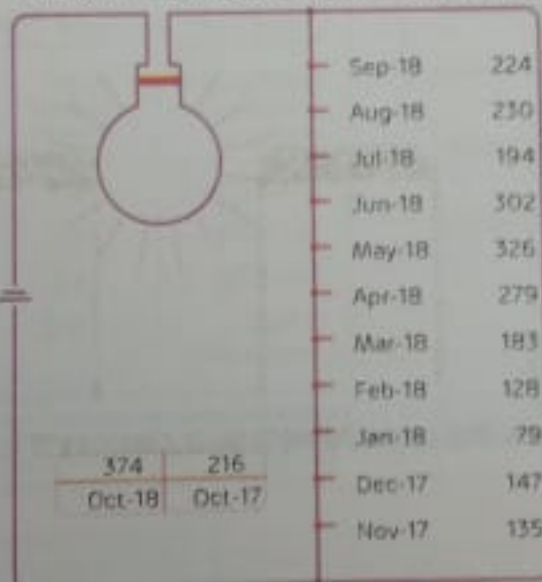 Sep-18 224
Aug-18 230
Jul-18 194
Jun-18 302
May-18 326
Apr-18 279
Mar-18 183
Feb-18 128
Jan-18 79
Dec-17 147
Nov-17 135
374 216
Oct-18 Oct-17